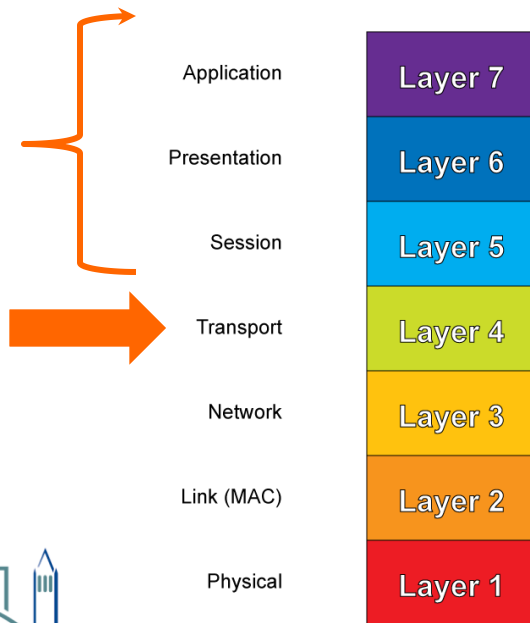 Application Layer 7
Presentation Layer 6
Session Layer 5
Transport Layer 4
Network Layer 3
Link (MAC) Layer 2
Physical Layer 1